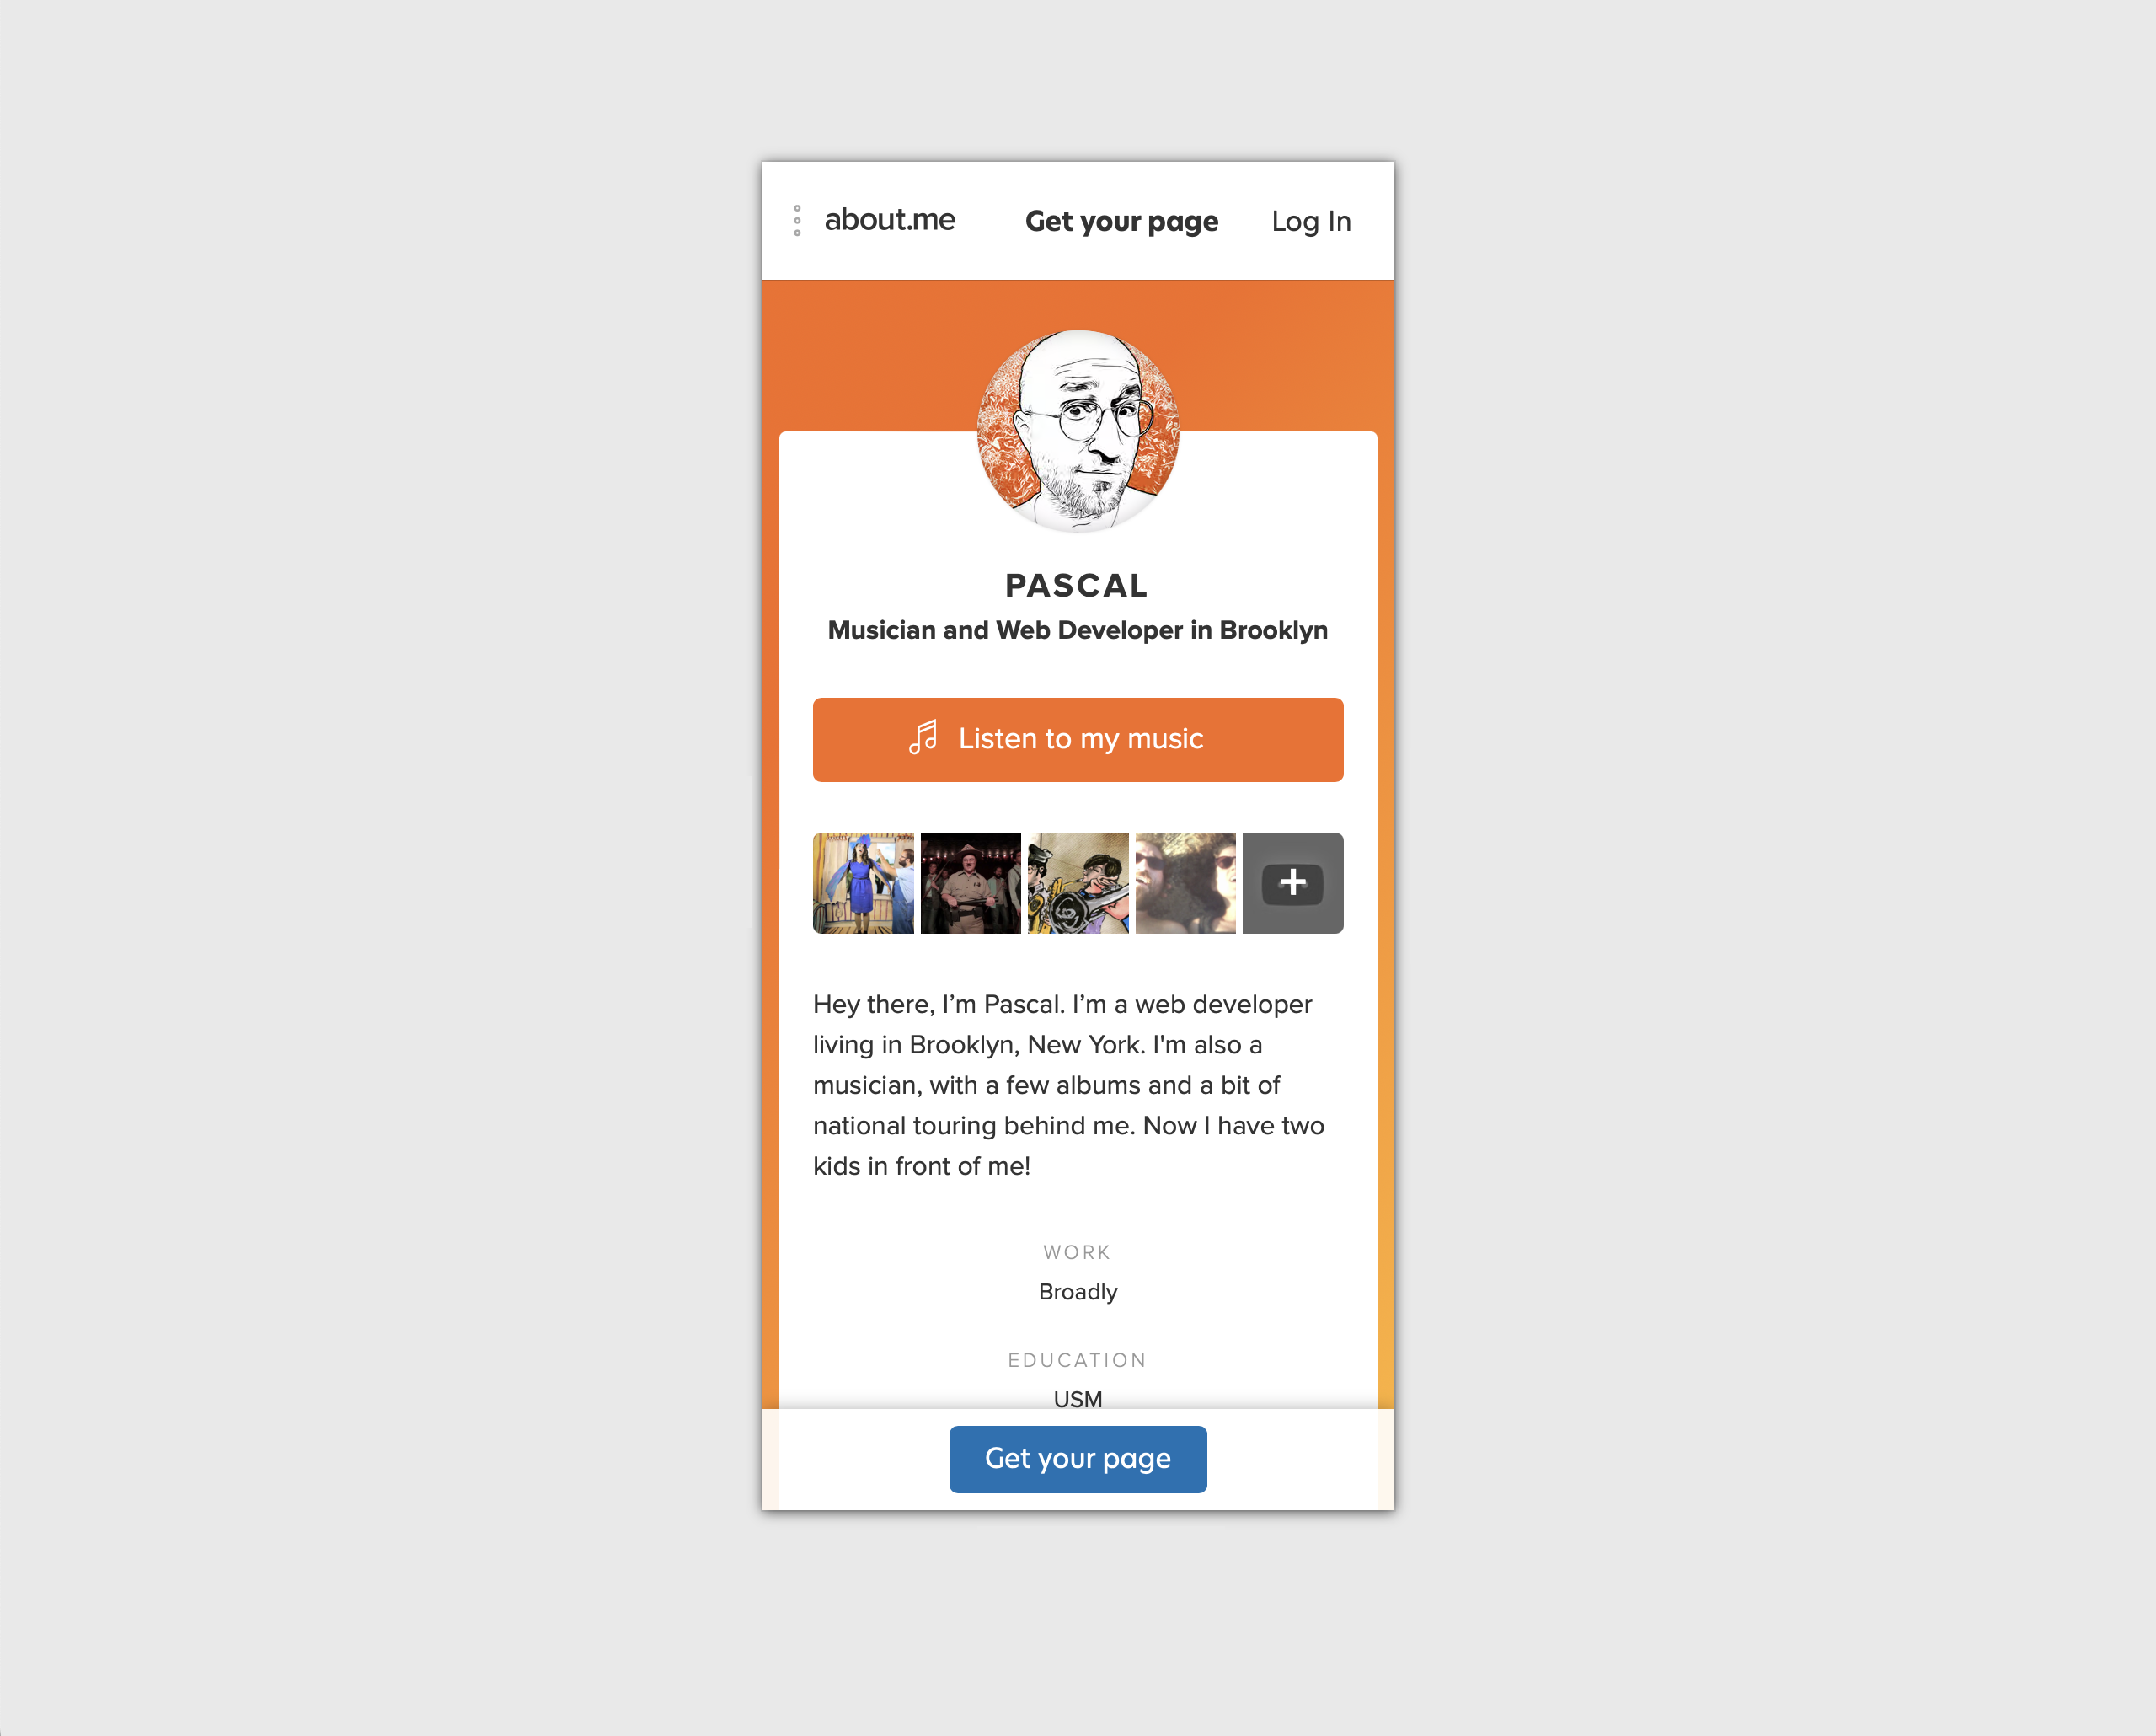 about.me
Get your page
Log In
PASCAL
Musician and Web Developer in Brooklyn
Listen to my music
Hey there, I’m Pascal. I’m a web developer
living in Brooklyn, New York. I'm also a
musician, with a few albums and a bit of
national touring behind me. Now I have two
kids in front of me!
WORK
Broadly
EDUCATION
USM
Get your page